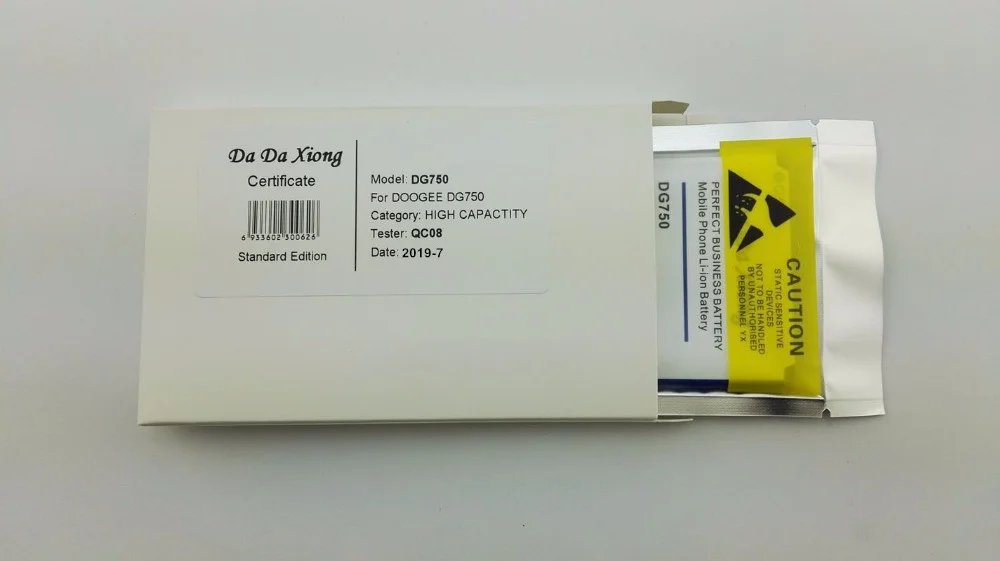 Da Da Xiong
Certificate
6 933602 300626
Standard Edition
Model: DG750
For DOOGEE DG750
Category: HIGH CAPACTITY
Tester: QC08
Date: 2019-7
CAUTION
STATIC SENSITIVE
DEVICES
NOT TO BE HANDLED
BY UNAUTHORISED
PERSONNEL YX
PERFECT BUSINESS BATTERY
Mobile Phone Li-ion Battery
DG750